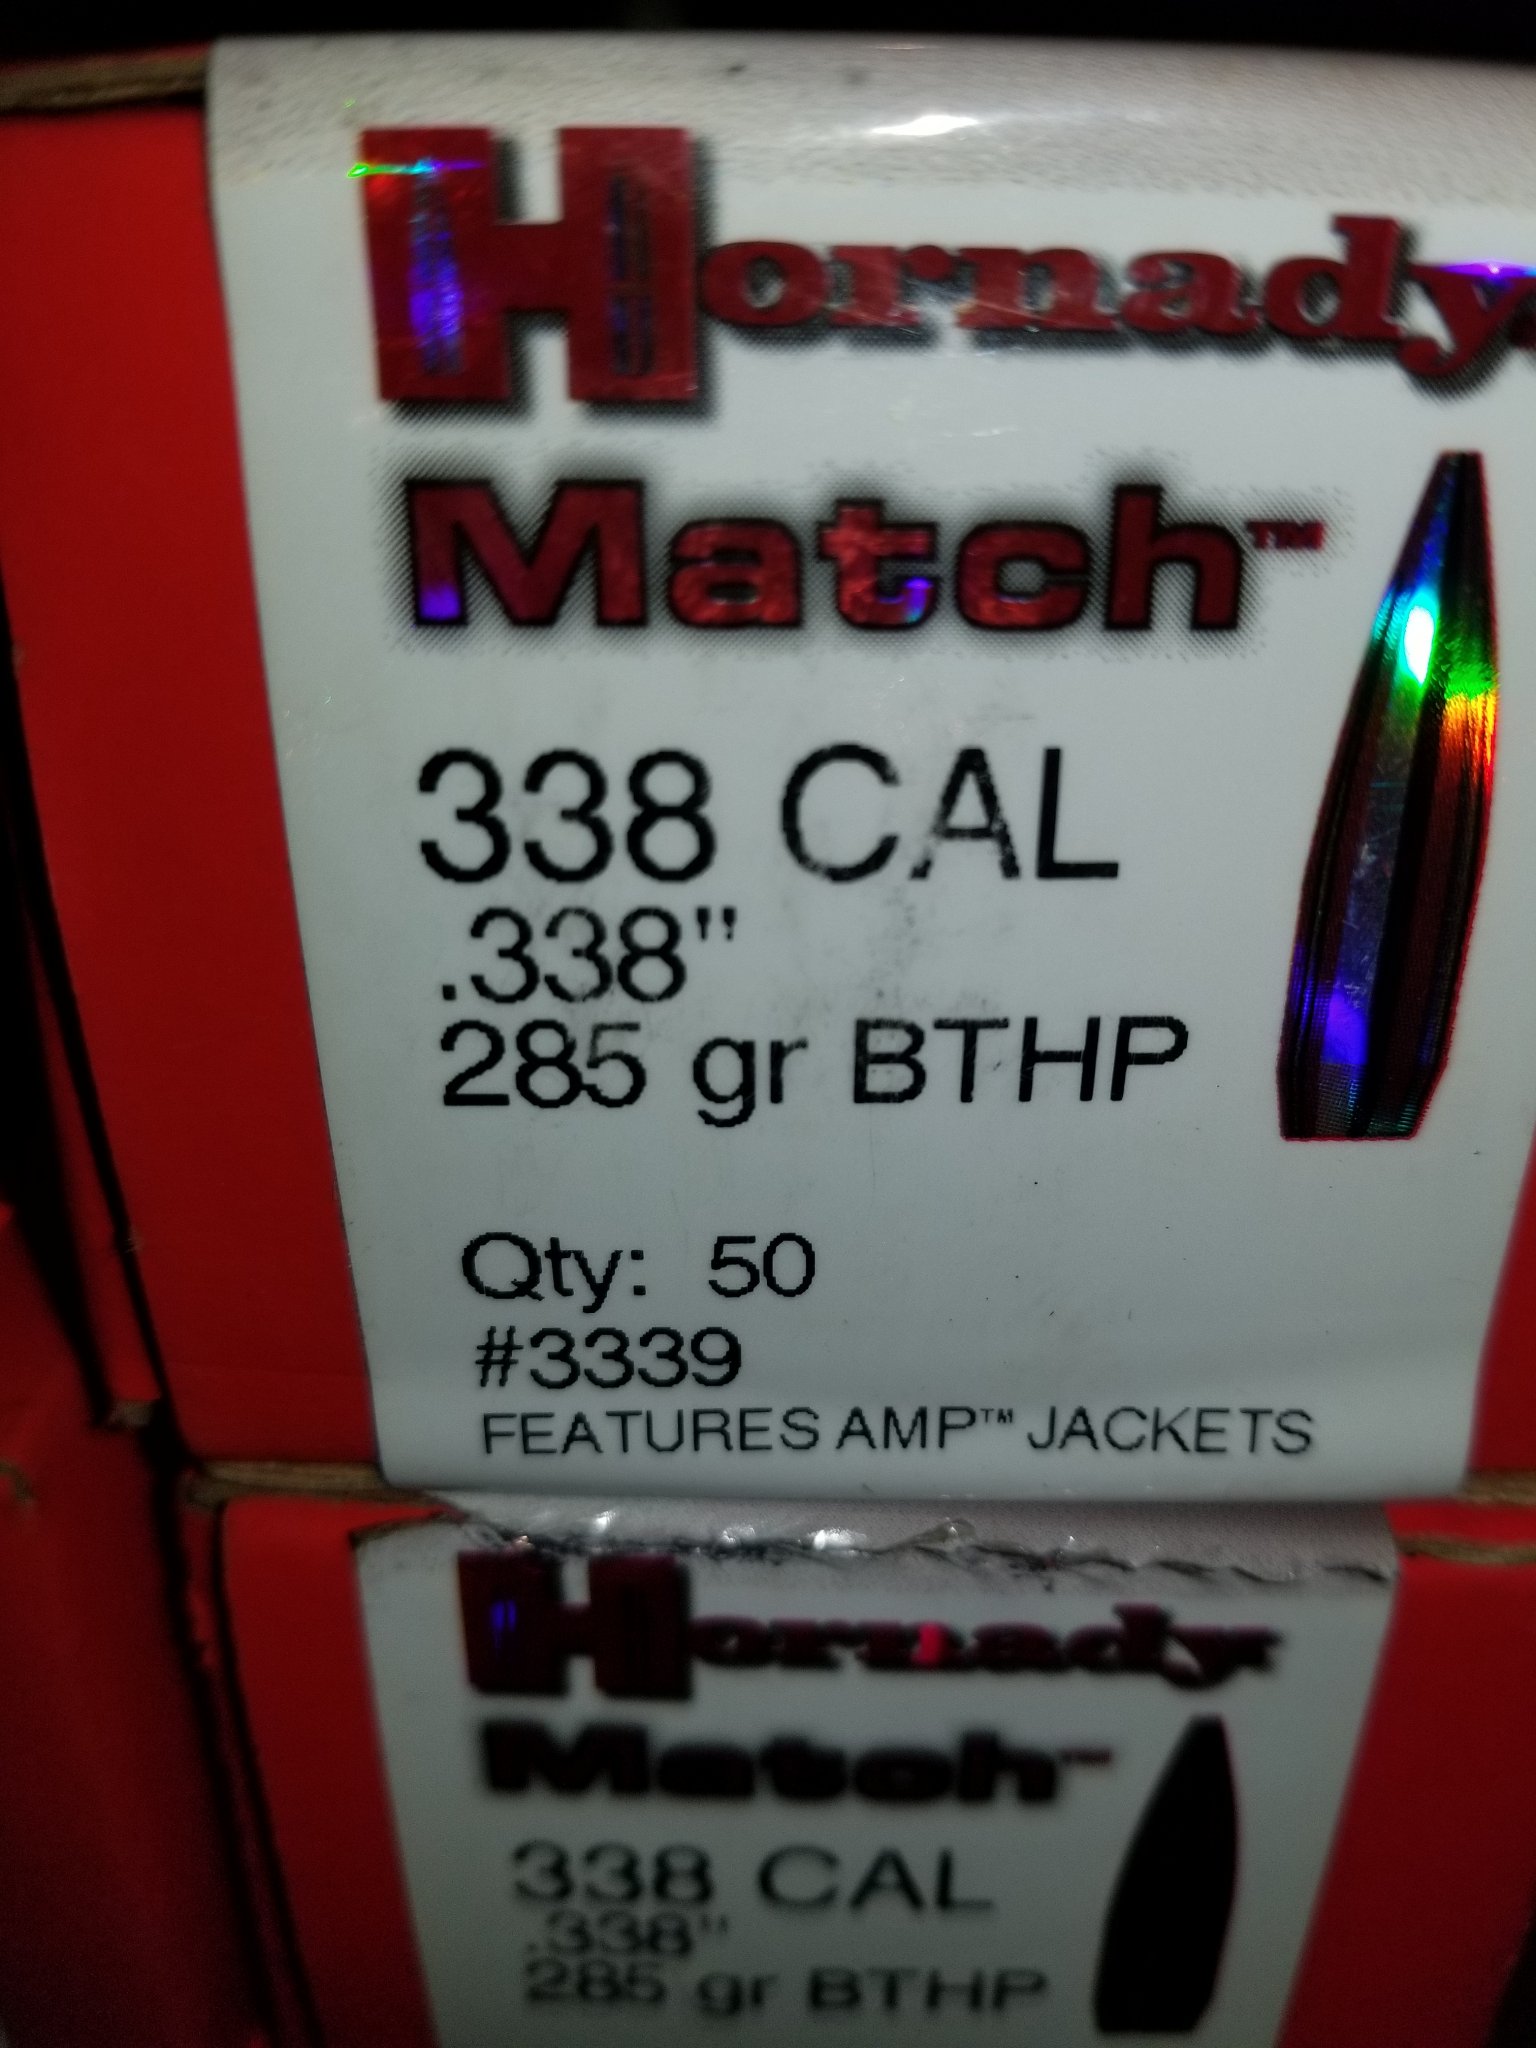 Hornady
Match™
338 CAL
.338"
285 gr BTHP
Qty: 50
#3339
FEATURES AMP™ JACKETS
Hornady
Match™
338 CAL
.338"
285 gr BTHP